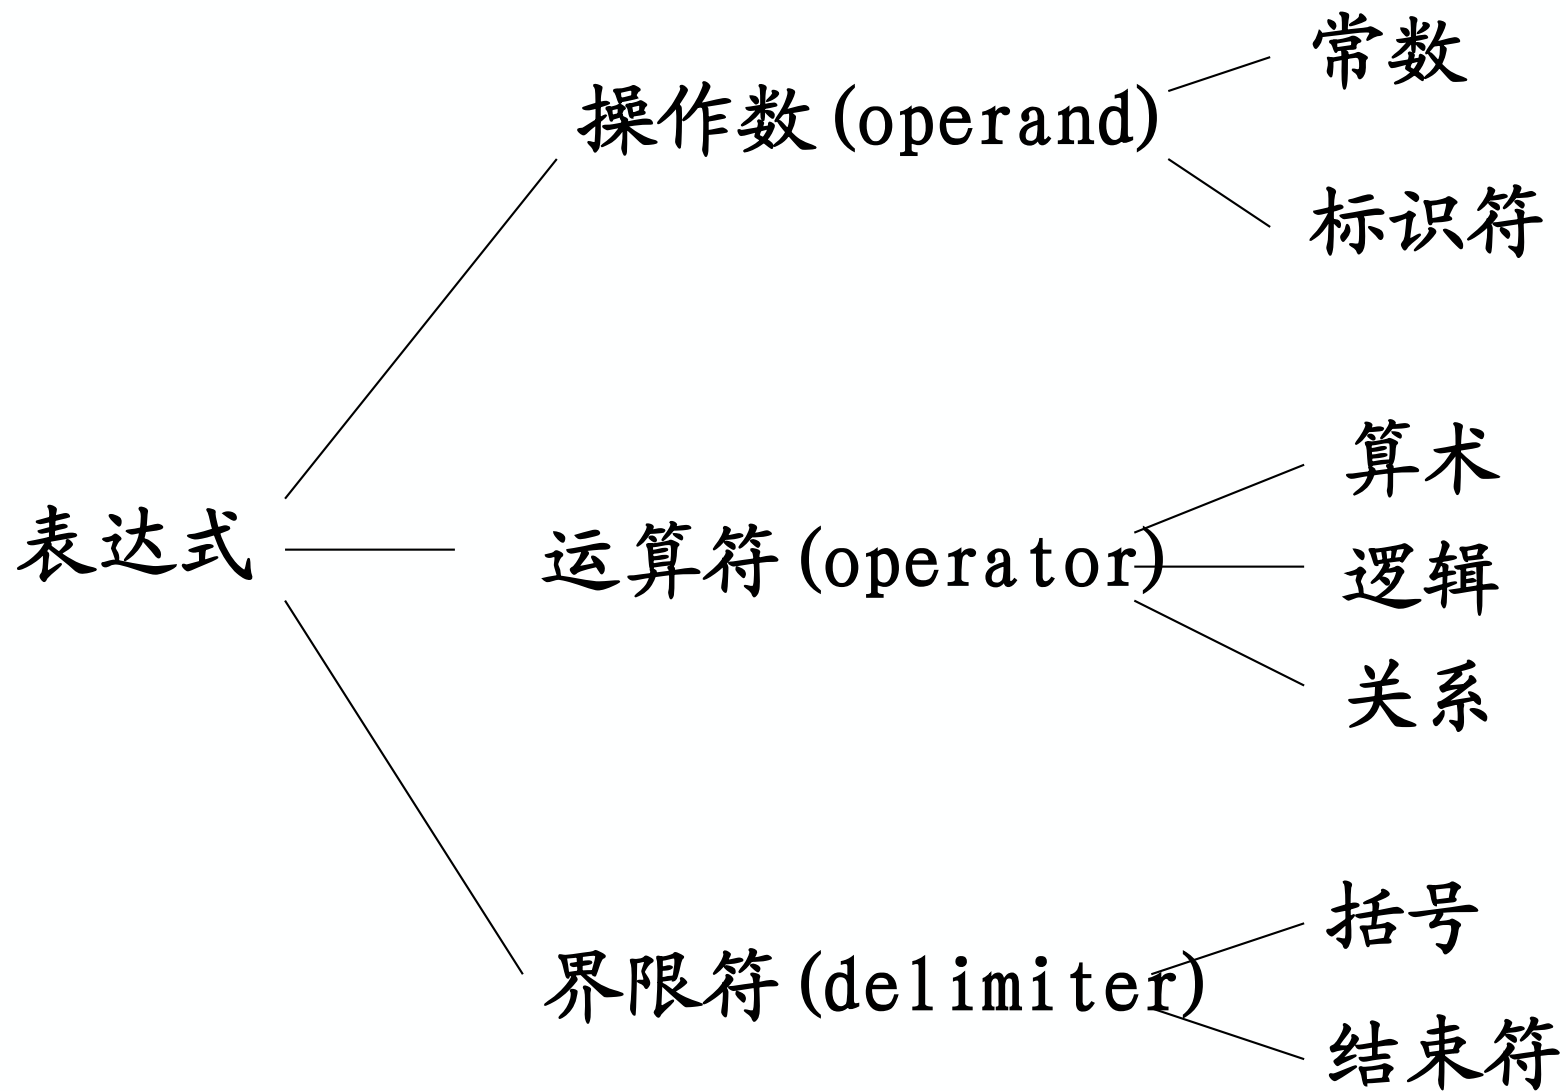 表达式
操作数(operand)
常数
标识符
运算符(operator)
算术
逻辑
关系
界限符(delimiter)
括号
结束符